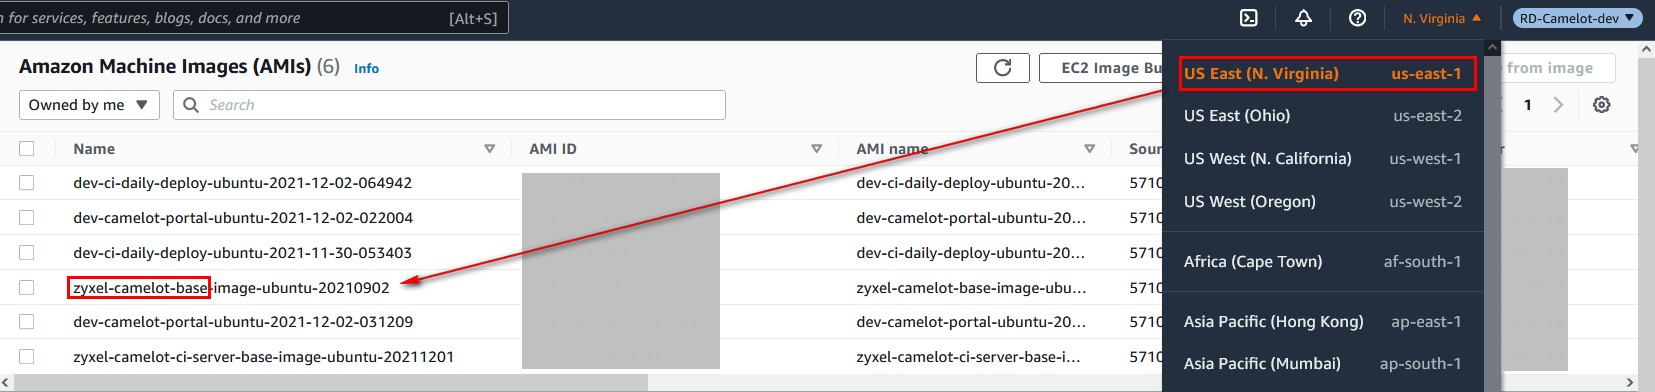 n for services, features, blogs, docs, and more [Alt+S] N. Virginia RD-Camelot-dev
Amazon Machine Images (AMIs) (6) Info EC2 Image Bu from image
Owned by me Search 1
Name AMI ID AMI name Sour r
dev-ci-daily-deploy-ubuntu-2021-12-02-064942 dev-ci-daily-deploy-ubuntu-20... 5710
dev-camelot-portal-ubuntu-2021-12-02-022004 dev-camelot-portal-ubuntu-20... 5710
dev-ci-daily-deploy-ubuntu-2021-11-30-053403 dev-ci-daily-deploy-ubuntu-20... 5710
zyxel-camelot-base-image-ubuntu-20210902 zyxel-camelot-base-image-ubu... 5710
dev-camelot-portal-ubuntu-2021-12-02-031209 dev-camelot-portal-ubuntu-20... 5710
zyxel-camelot-ci-server-base-image-ubuntu-20211201 zyxel-camelot-ci-server-base-i... 5710
US East (N. Virginia) us-east-1
US East (Ohio) us-east-2
US West (N. California) us-west-1
US West (Oregon) us-west-2
Africa (Cape Town) af-south-1
Asia Pacific (Hong Kong) ap-east-1
Asia Pacific (Mumbai) ap-south-1